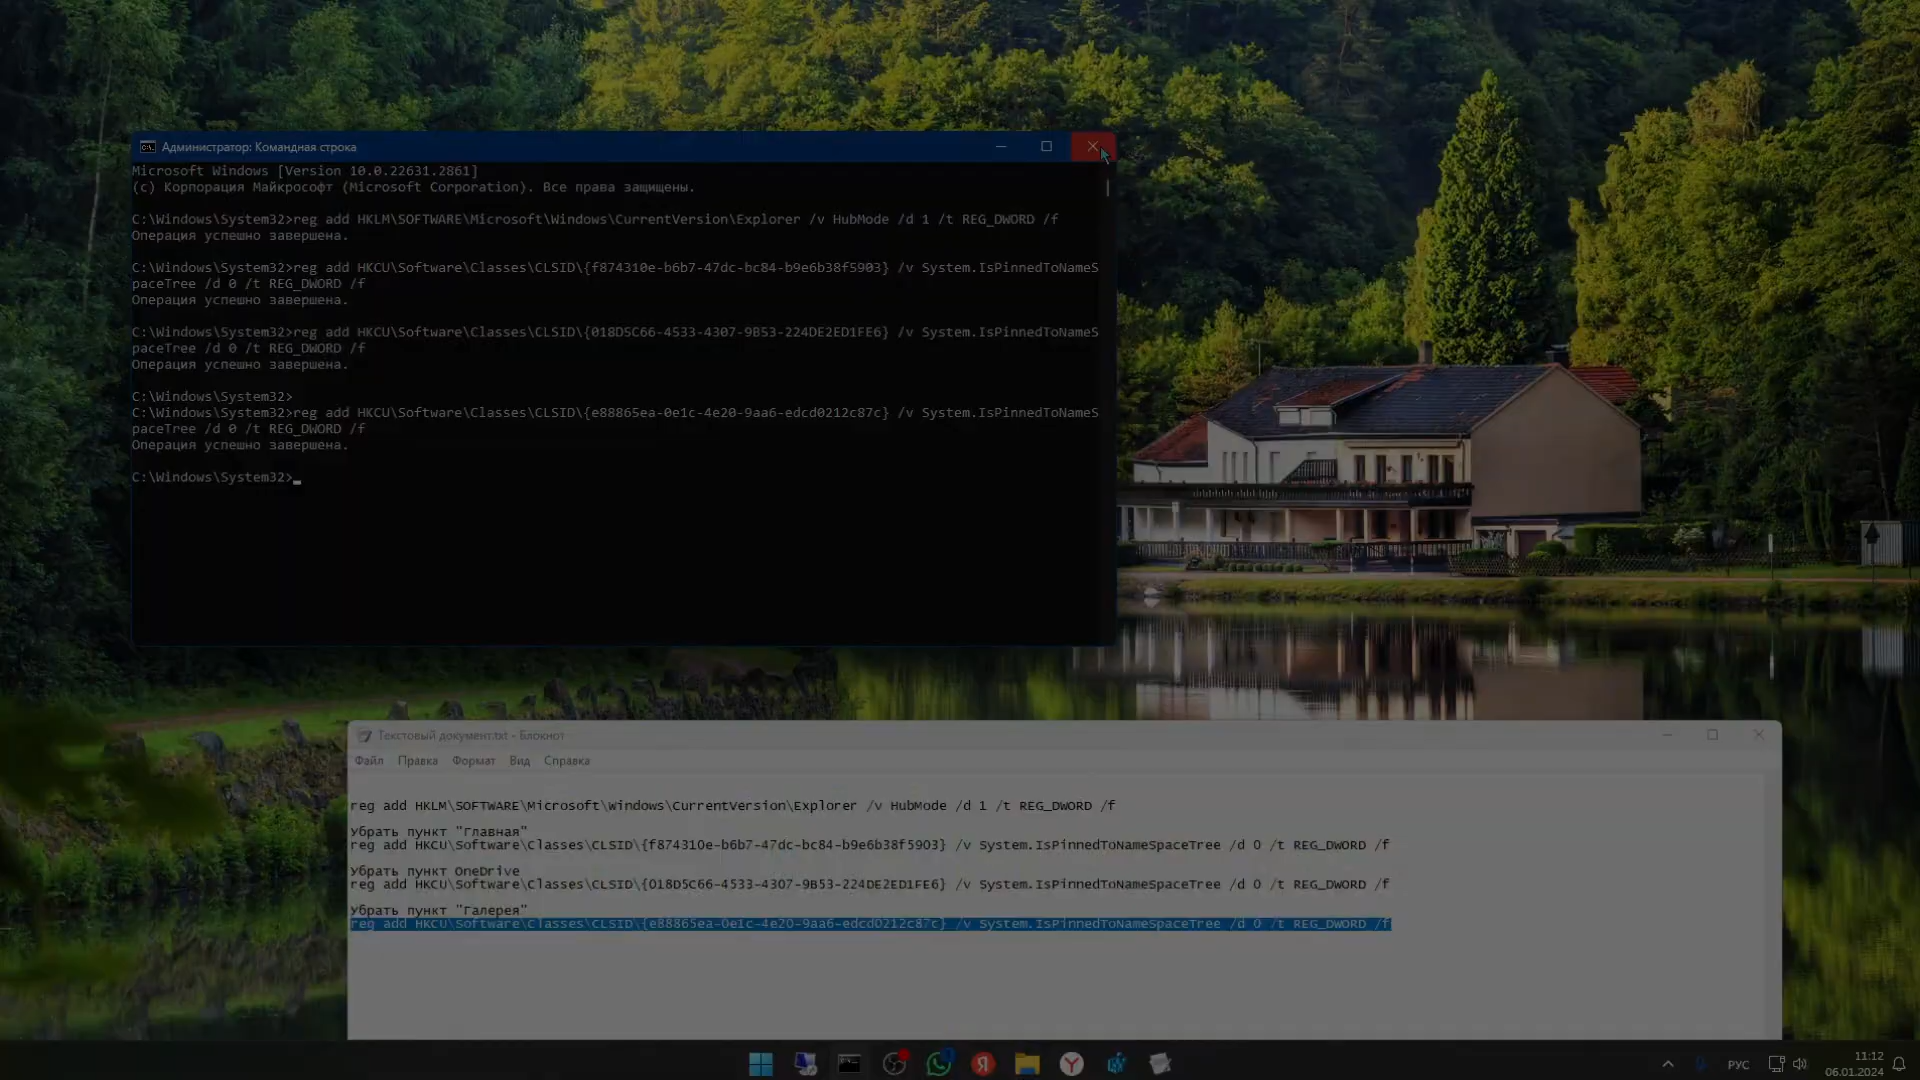 Администратор: Командная строка
Microsoft Windows [Version 10.0.22631.2861]
(c) Корпорация Майкрософт (Microsoft Corporation). Все права защищены.
C:\Windows\System32>reg add HKLM\SOFTWARE\Microsoft\Windows\CurrentVersion\Explorer /v HubMode /d 1 /t REG_DWORD /f
Операция успешно завершена.
C:\Windows\System32>reg add HKCU\Software\Classes\CLSID\{f874310e-b6b7-47dc-bc84-b9e6b38f5903} /v System.IsPinnedToNameS
paceTree /d 0 /t REG_DWORD /f
Операция успешно завершена.
C:\Windows\System32>reg add HKCU\Software\Classes\CLSID\{018D5C66-4533-4307-9B53-224DE2ED1FE6} /v System.IsPinnedToNameS
paceTree /d 0 /t REG_DWORD /f
Операция успешно завершена.
C:\Windows\System32>
C:\Windows\System32>reg add HKCU\Software\Classes\CLSID\{e88865ea-0e1c-4e20-9aa6-edcd0212c87c} /v System.IsPinnedToNameS
paceTree /d 0 /t REG_DWORD /f
Операция успешно завершена.
C:\Windows\System32>
Текстовый документ.txt - Блокнот
Файл Правка Формат Вид Справка
reg add HKLM\SOFTWARE\Microsoft\Windows\CurrentVersion\Explorer /v HubMode /d 1 /t REG_DWORD /f
Убрать пункт "Главная"
reg add HKCU\Software\Classes\CLSID\{f874310e-b6b7-47dc-bc84-b9e6b38f5903} /v System.IsPinnedToNameSpaceTree /d 0 /t REG_DWORD /f
Убрать пункт OneDrive
reg add HKCU\Software\Classes\CLSID\{018D5C66-4533-4307-9B53-224DE2ED1FE6} /v System.IsPinnedToNameSpaceTree /d 0 /t REG_DWORD /f
Убрать пункт "Галерея"
reg add HKCU\Software\Classes\CLSID\{e88865ea-0e1c-4e20-9aa6-edcd0212c87c} /v System.IsPinnedToNameSpaceTree /d 0 /t REG_DWORD /f
РУС
11:12
06.01.2024